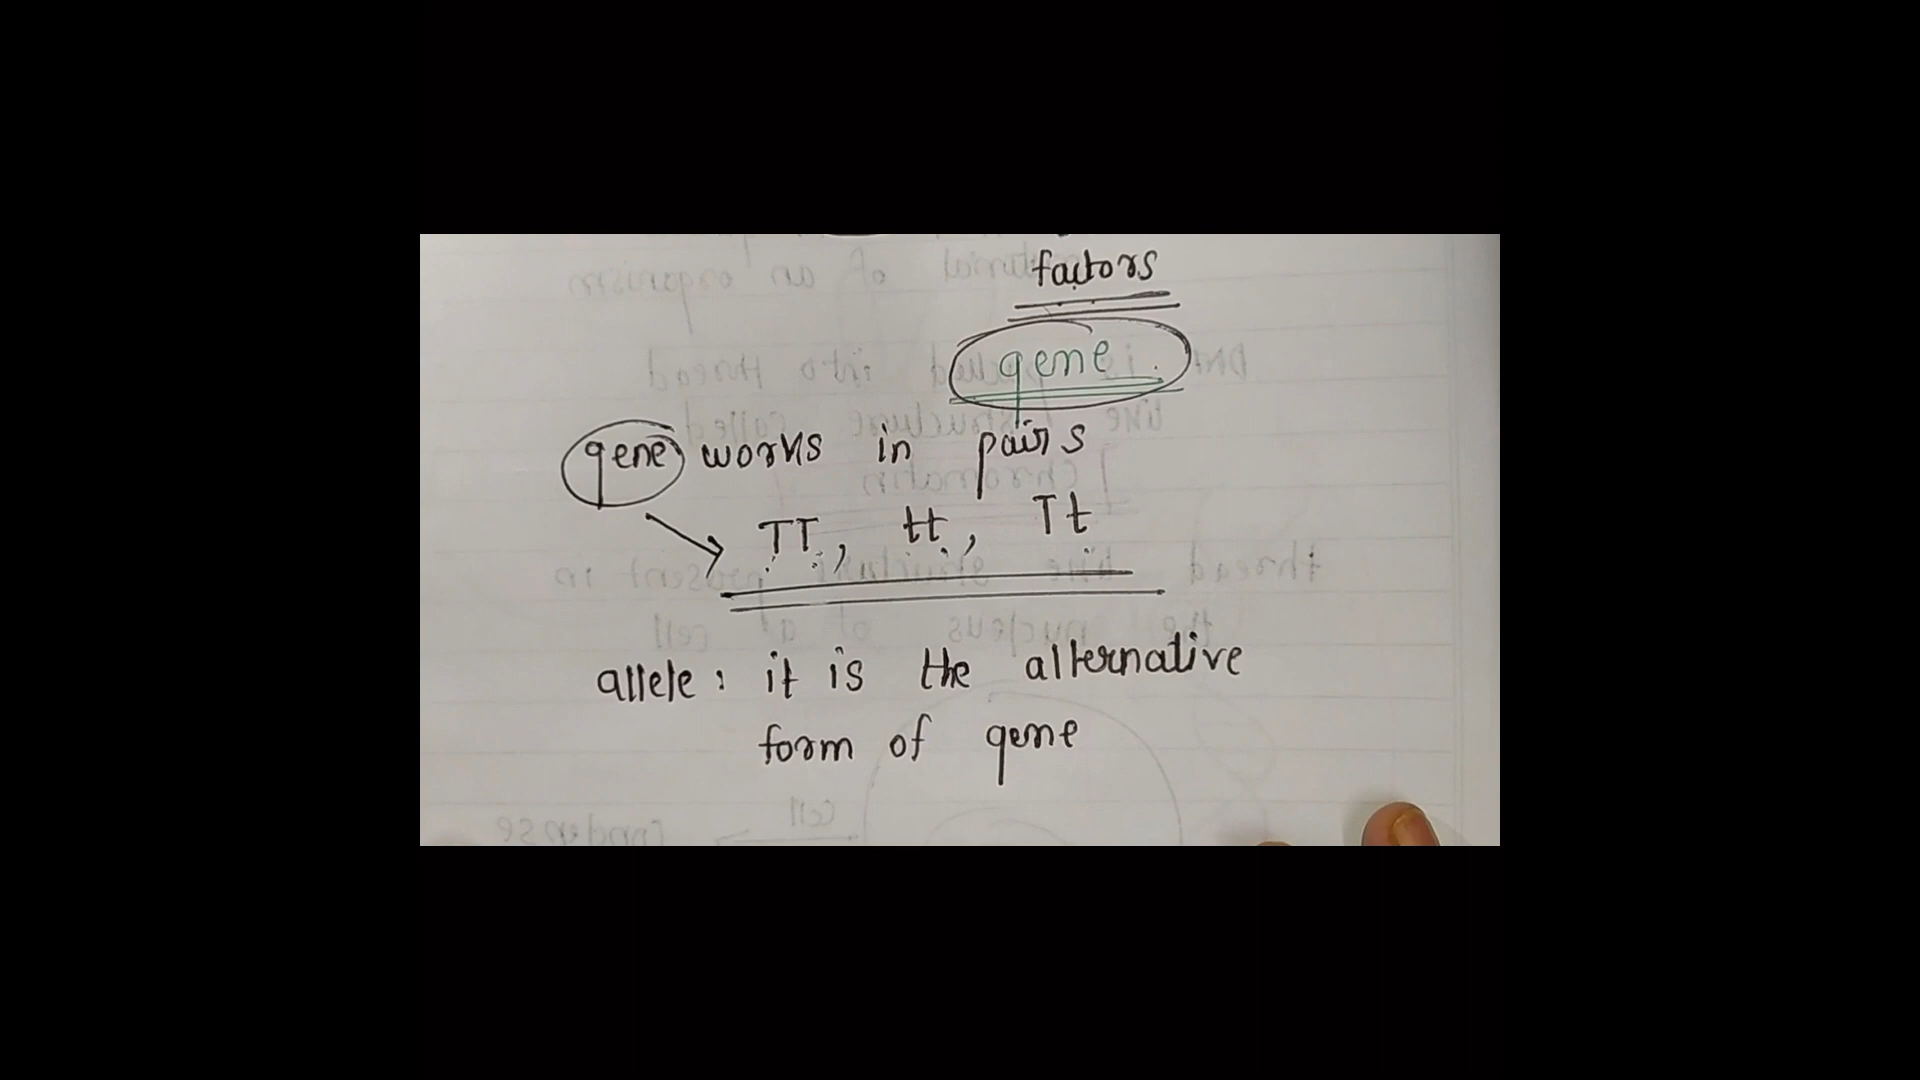 factors
gene
gene works in pairs
TT, tt, Tt
allele: it is the alternative
form of gene